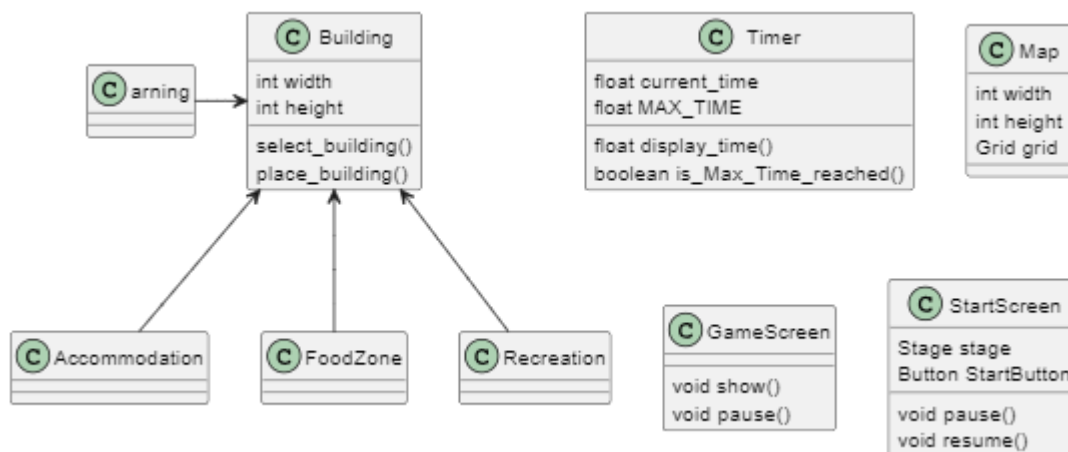 C Building
int width
int height
select_building()
place_building()
C arning
C Timer
float current_time
float MAX_TIME
float display_time()
boolean is_Max_Time_reached()
C Map
int width
int height
Grid grid
C Accommodation
C FoodZone
C Recreation
C GameScreen
void show()
void pause()
C StartScreen
Stage stage
Button StartButton
void pause()
void resume()